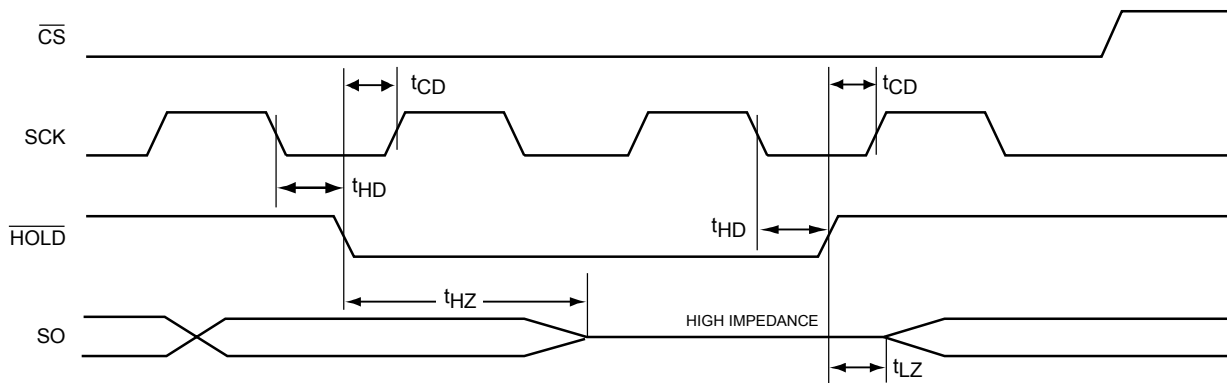 CS
tCD
tCD
SCK
tHD
HOLD
tHD
tHZ
HIGH IMPEDANCE
SO
tLZ